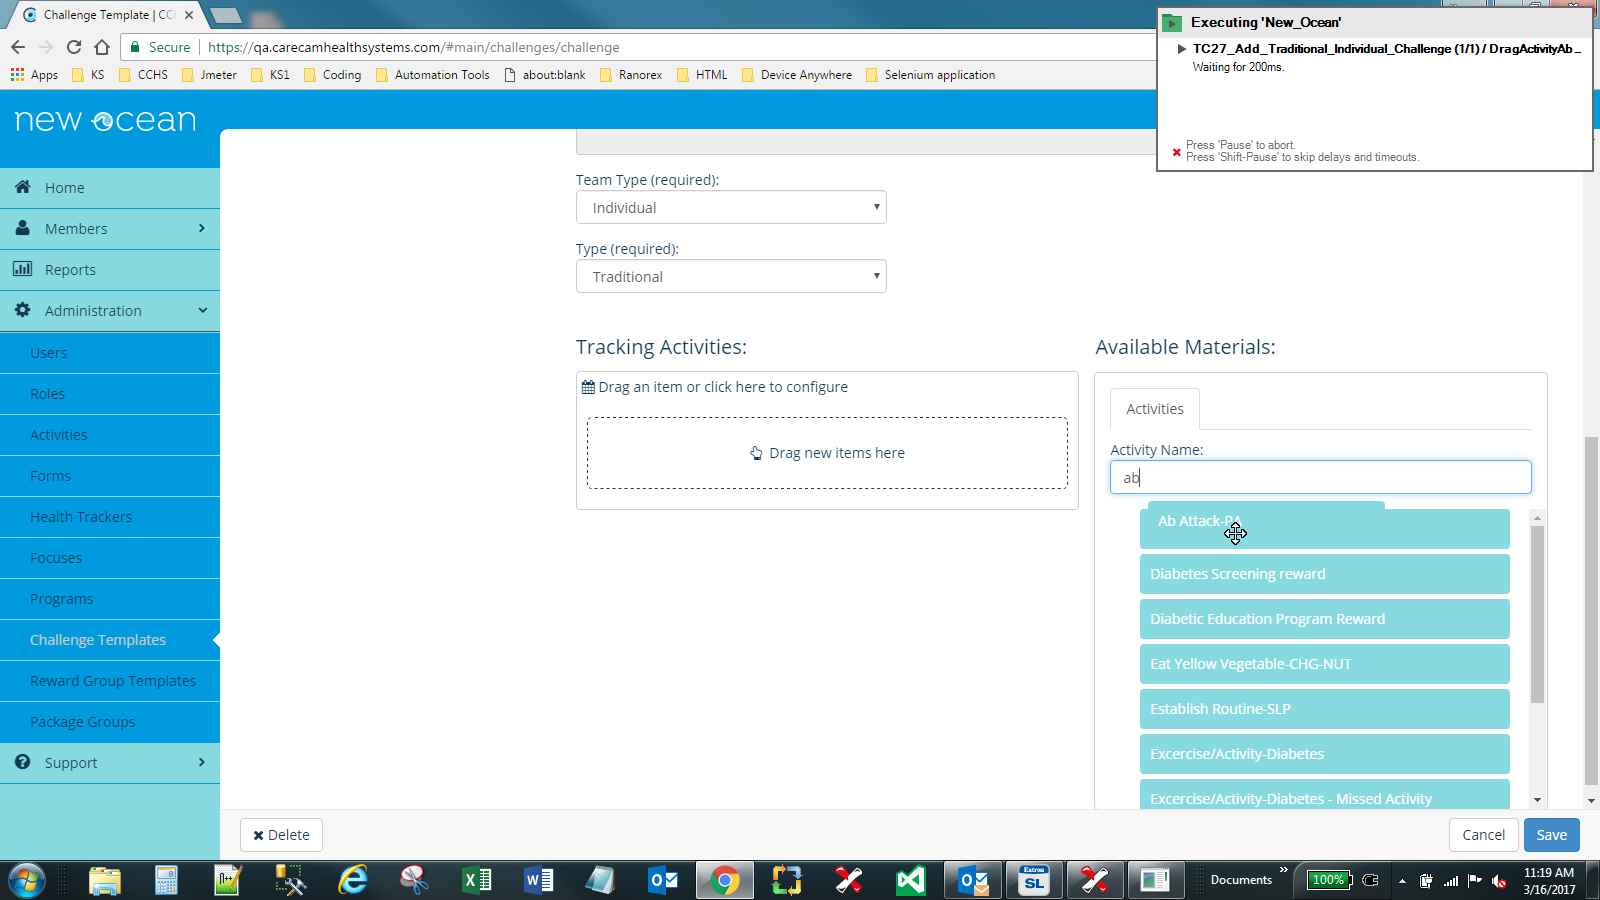 Challenge Template | CC
Executing 'New_Ocean'
TC27_Add_Traditional_Individual_Challenge (1/1) / DragActivityAb...
Waiting for 200ms.
Press 'Pause' to abort.
Press 'Shift-Pause' to skip delays and timeouts.
Secure
https://qa.carecamhealthsystems.com/#main/challenges/challenge
Apps
KS
CCHS
Jmeter
KS1
Coding
Automation Tools
about:blank
Ranorex
HTML
Device Anywhere
Selenium application
new ocean
Home
Members
Reports
Administration
Users
Roles
Activities
Forms
Health Trackers
Focuses
Programs
Challenge Templates
Reward Group Templates
Package Groups
Support
Team Type (required):
Individual
Type (required):
Traditional
Tracking Activities:
Drag an item or click here to configure
Drag new items here
Available Materials:
Activities
Activity Name:
ab
Ab Attack-PA
Diabetes Screening reward
Diabetic Education Program Reward
Eat Yellow Vegetable-CHG-NUT
Establish Routine-SLP
Excercise/Activity-Diabetes
Excercise/Activity-Diabetes - Missed Activity
Delete
Cancel
Save
Documents
100%
11:19 AM
3/16/2017